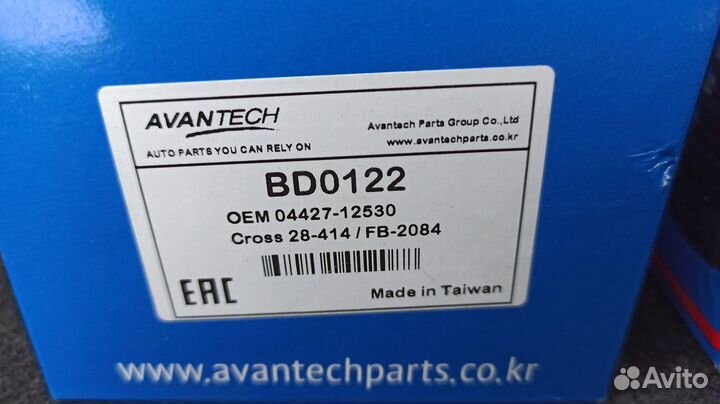 AVANTECH
AUTO PARTS YOU CAN RELY ON
Avantech Parts Group Co.,Ltd
www.avantechparts.co.kr
BD0122
OEM 04427-12530
Cross 28-414 / FB-2084
EAC
Made in Taiwan
www.avantechparts.co.kr
Avito